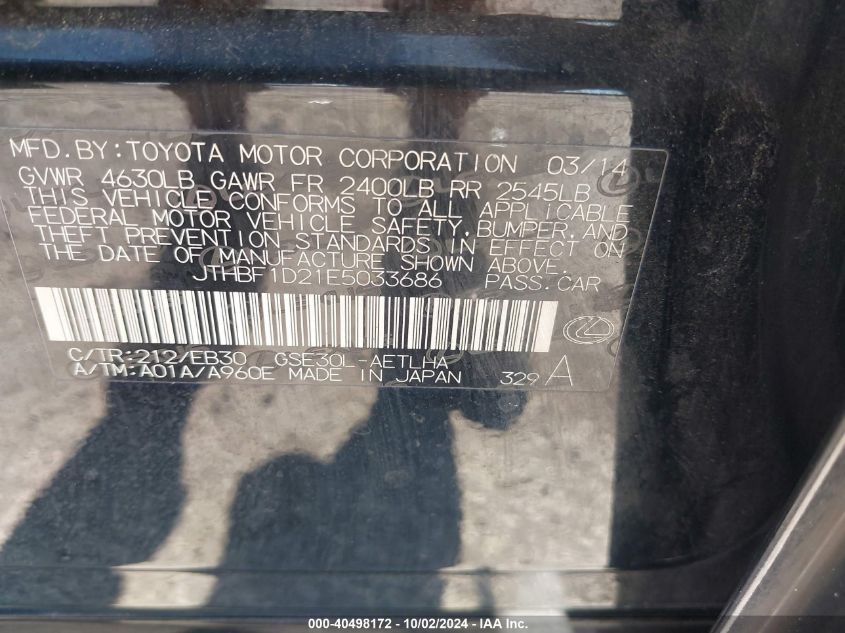 MFD.BY:TOYOTA MOTOR CORPORATION 03/14
GVWR 4630LB GAWR FR 2400LB RR 2545LB
THIS VEHICLE CONFORMS TO ALL APPLICABLE
FEDERAL MOTOR VEHICLE SAFETY, BUMPER, AND
THEFT PREVENTION STANDARDS IN EFFECT ON
THE DATE OF MANUFACTURE SHOWN ABOVE.
JTHBF1D21E5033686 PASS.CAR
C/TR:212/EB30 GSE30L-AETLHA
A/TM:A01A/A960E MADE IN JAPAN 329 A
000-40498172 - 10/02/2024 - IAA Inc.